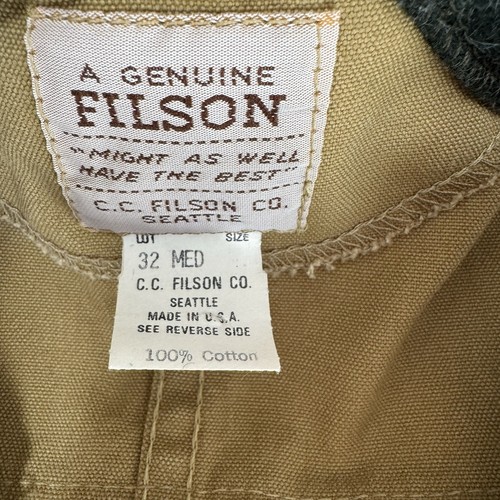 A GENUINE
FILSON
"MIGHT AS WELL
HAVE THE BEST"
C.C. FILSON CO.
SEATTLE
LOT SIZE
32 MED
C.C. FILSON CO.
SEATTLE
MADE IN U.S.A.
SEE REVERSE SIDE
100% Cotton